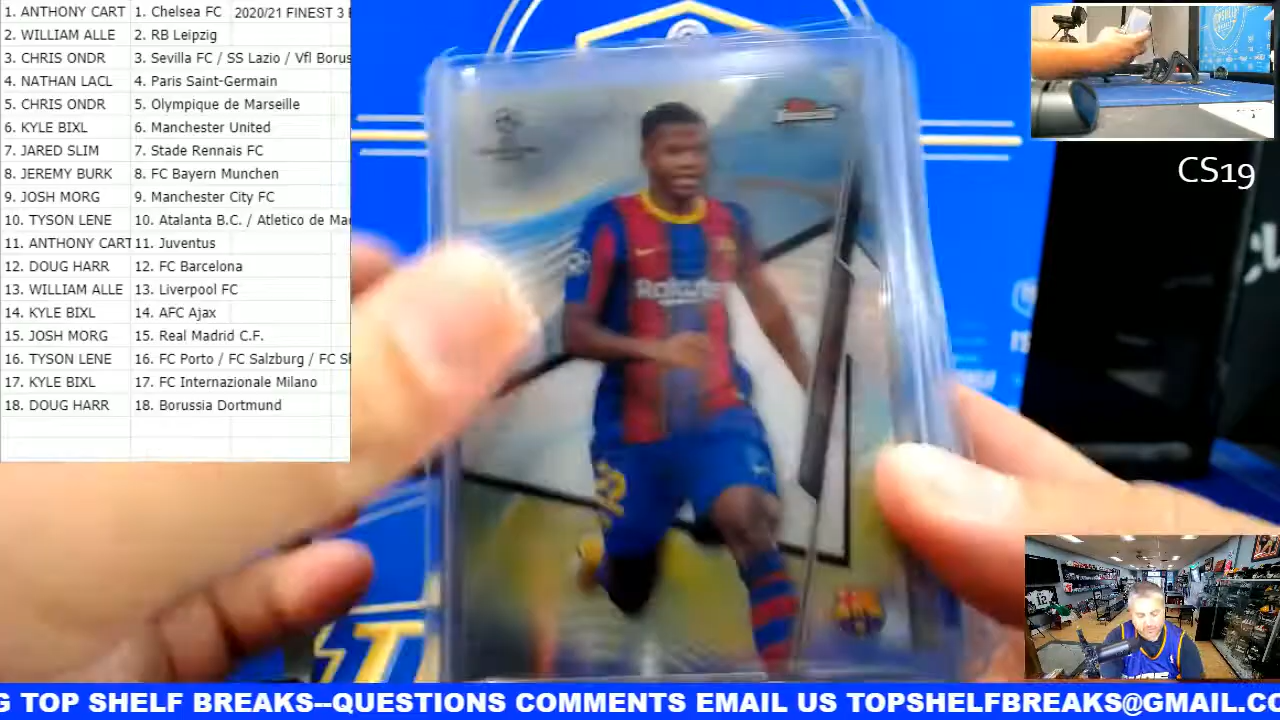 1. ANTHONY CART 1. Chelsea FC 2020/21 FINEST 3 B
2. WILLIAM ALLE 2. RB Leipzig
3. CHRIS ONDR 3. Sevilla FC / SS Lazio / Vfl Borus
4. NATHAN LACL 4. Paris Saint-Germain
5. CHRIS ONDR 5. Olympique de Marseille
6. KYLE BIXL 6. Manchester United
7. JARED SLIM 7. Stade Rennais FC
8. JEREMY BURK 8. FC Bayern Munchen
9. JOSH MORG 9. Manchester City FC
10. TYSON LENE 10. Atalanta B.C. / Atletico de Ma
11. ANTHONY CART 11. Juventus
12. DOUG HARR 12. FC Barcelona
13. WILLIAM ALLE 13. Liverpool FC
14. KYLE BIXL 14. AFC Ajax
15. JOSH MORG 15. Real Madrid C.F.
16. TYSON LENE 16. FC Porto / FC Salzburg / FC Sh
17. KYLE BIXL 17. FC Internazionale Milano
18. DOUG HARR 18. Borussia Dortmund
CS19
Finest
Rakuten
22
G TOP SHELF BREAKS--QUESTIONS COMMENTS EMAIL US TOPSHELFBREAKS@GMAIL.CO